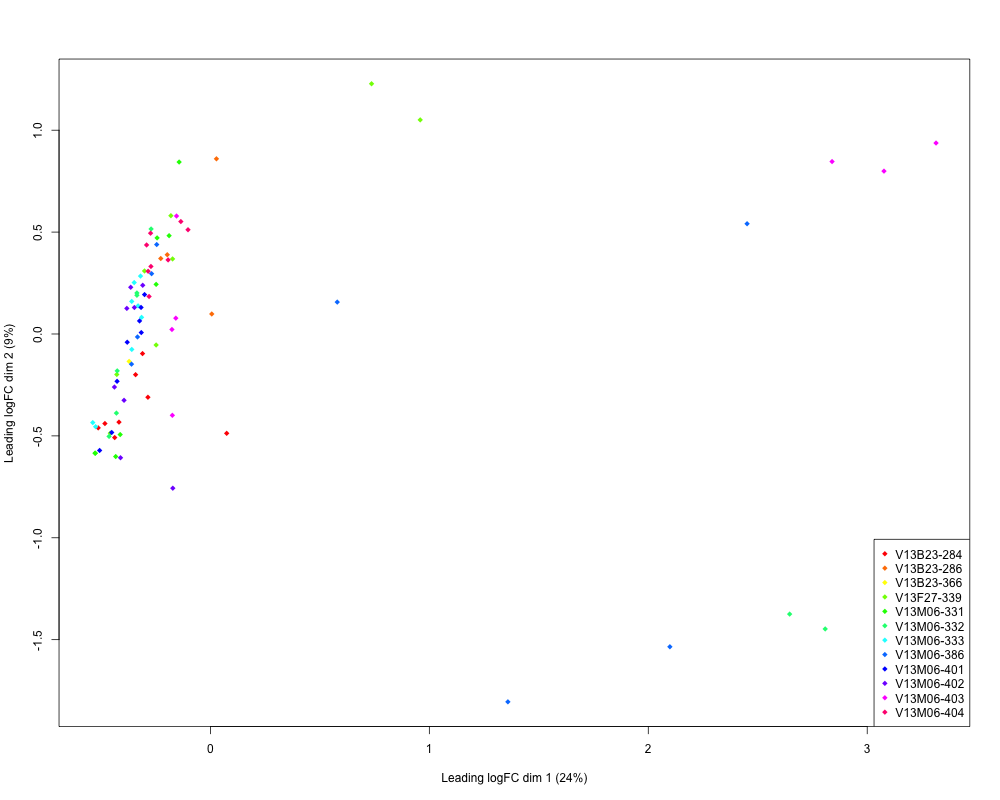 1.0
0.5
0.0
-0.5
-1.0
-1.5
Leading logFC dim 2 (9%)
V13B23-284
V13B23-286
V13B23-366
V13F27-339
V13M06-331
V13M06-332
V13M06-333
V13M06-386
V13M06-401
V13M06-402
V13M06-403
V13M06-404
0 1 2 3
Leading logFC dim 1 (24%)